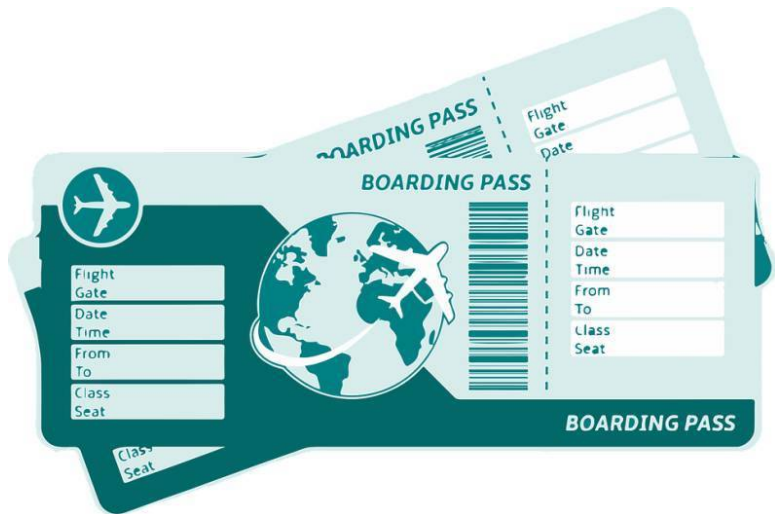 BOARDING PASS
Flight
Gate
Date
BOARDING PASS
Flight
Gate
Date
Time
From
To
Class
Seat
Flight
Gate
Date
Time
From
To
Class
Seat
BOARDING PASS
Class
Seat